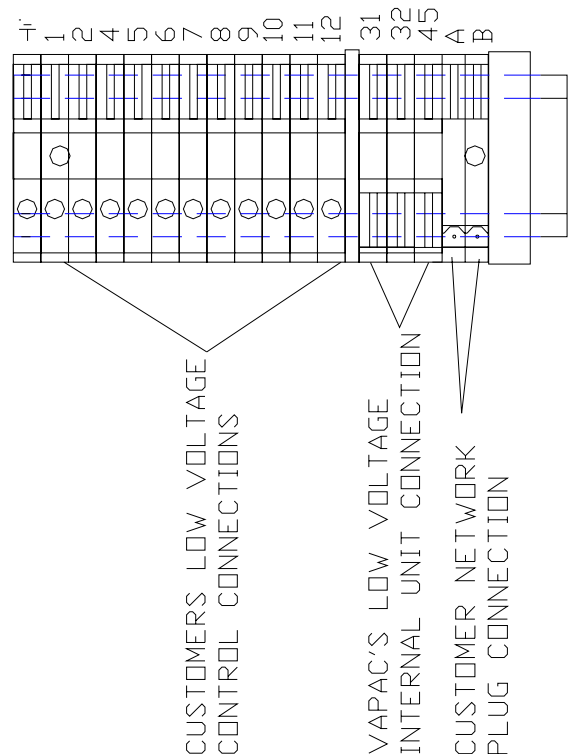 1
2
4
5
6
7
8
9
10
11
12
31
32
45
A
B
CUSTOMERS LOW VOLTAGE
CONTROL CONNECTIONS
VAPAC'S LOW VOLTAGE
INTERNAL UNIT CONNECTION
CUSTOMER NETWORK
PLUG CONNECTION